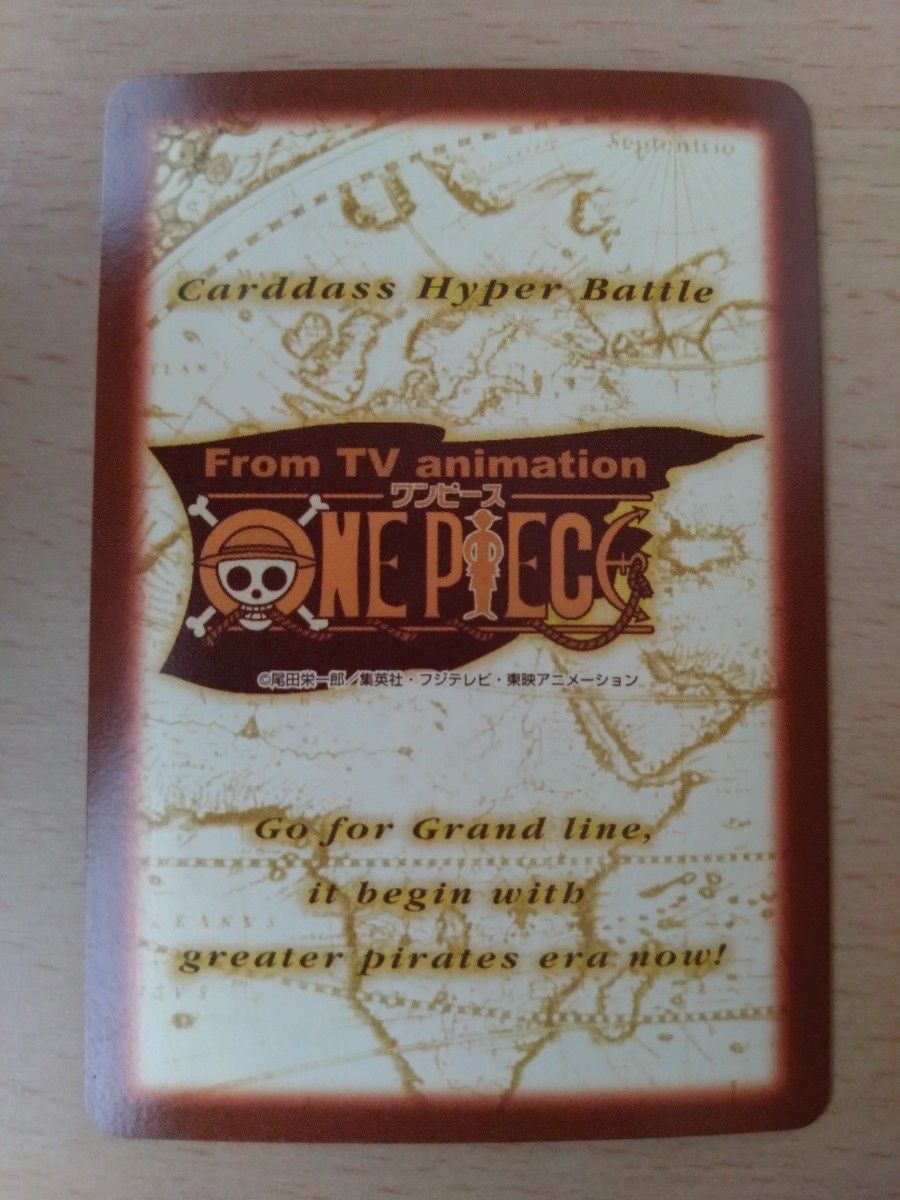 Septentrio
Carddass Hyper Battle
From TV animation
ワンピース
ONE PIECE
©尾田栄一郎／集英社・フジテレビ・東映アニメーション
Go for Grand line,
it begin with
greater pirates era now!